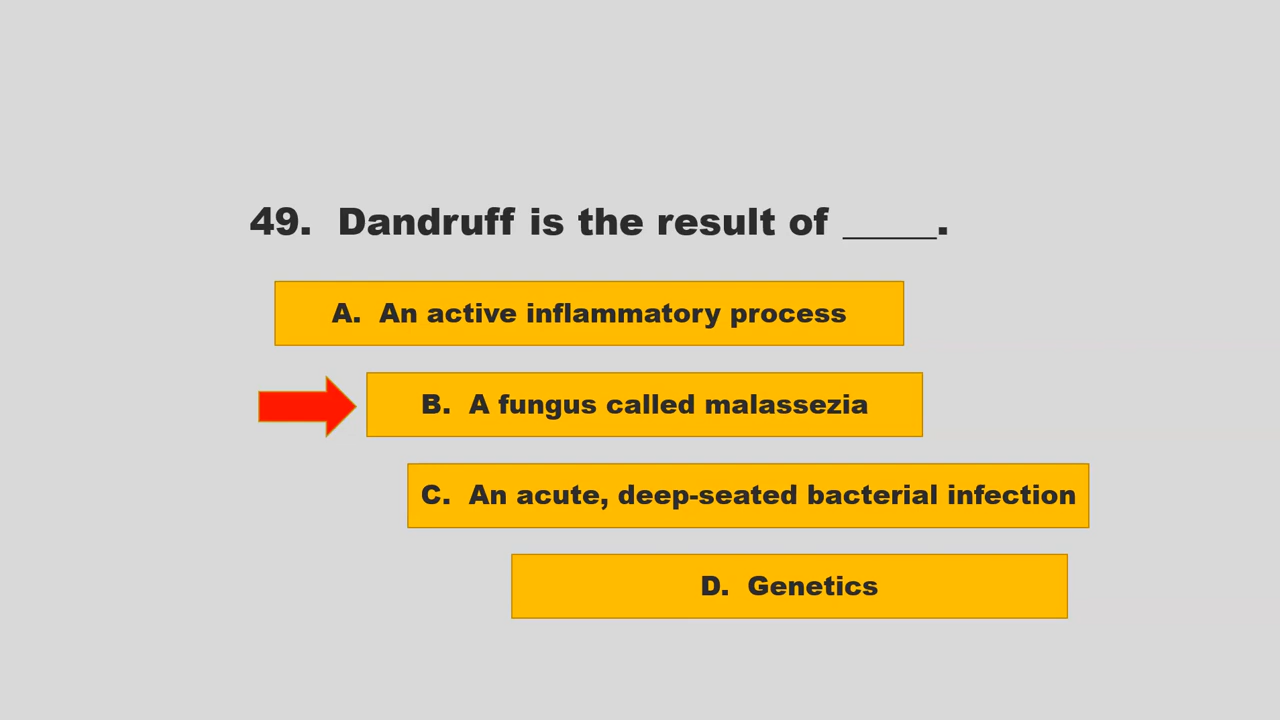 49.  Dandruff is the result of _____.
A.  An active inflammatory process
B.  A fungus called malassezia
C.  An acute, deep-seated bacterial infection
D.  Genetics